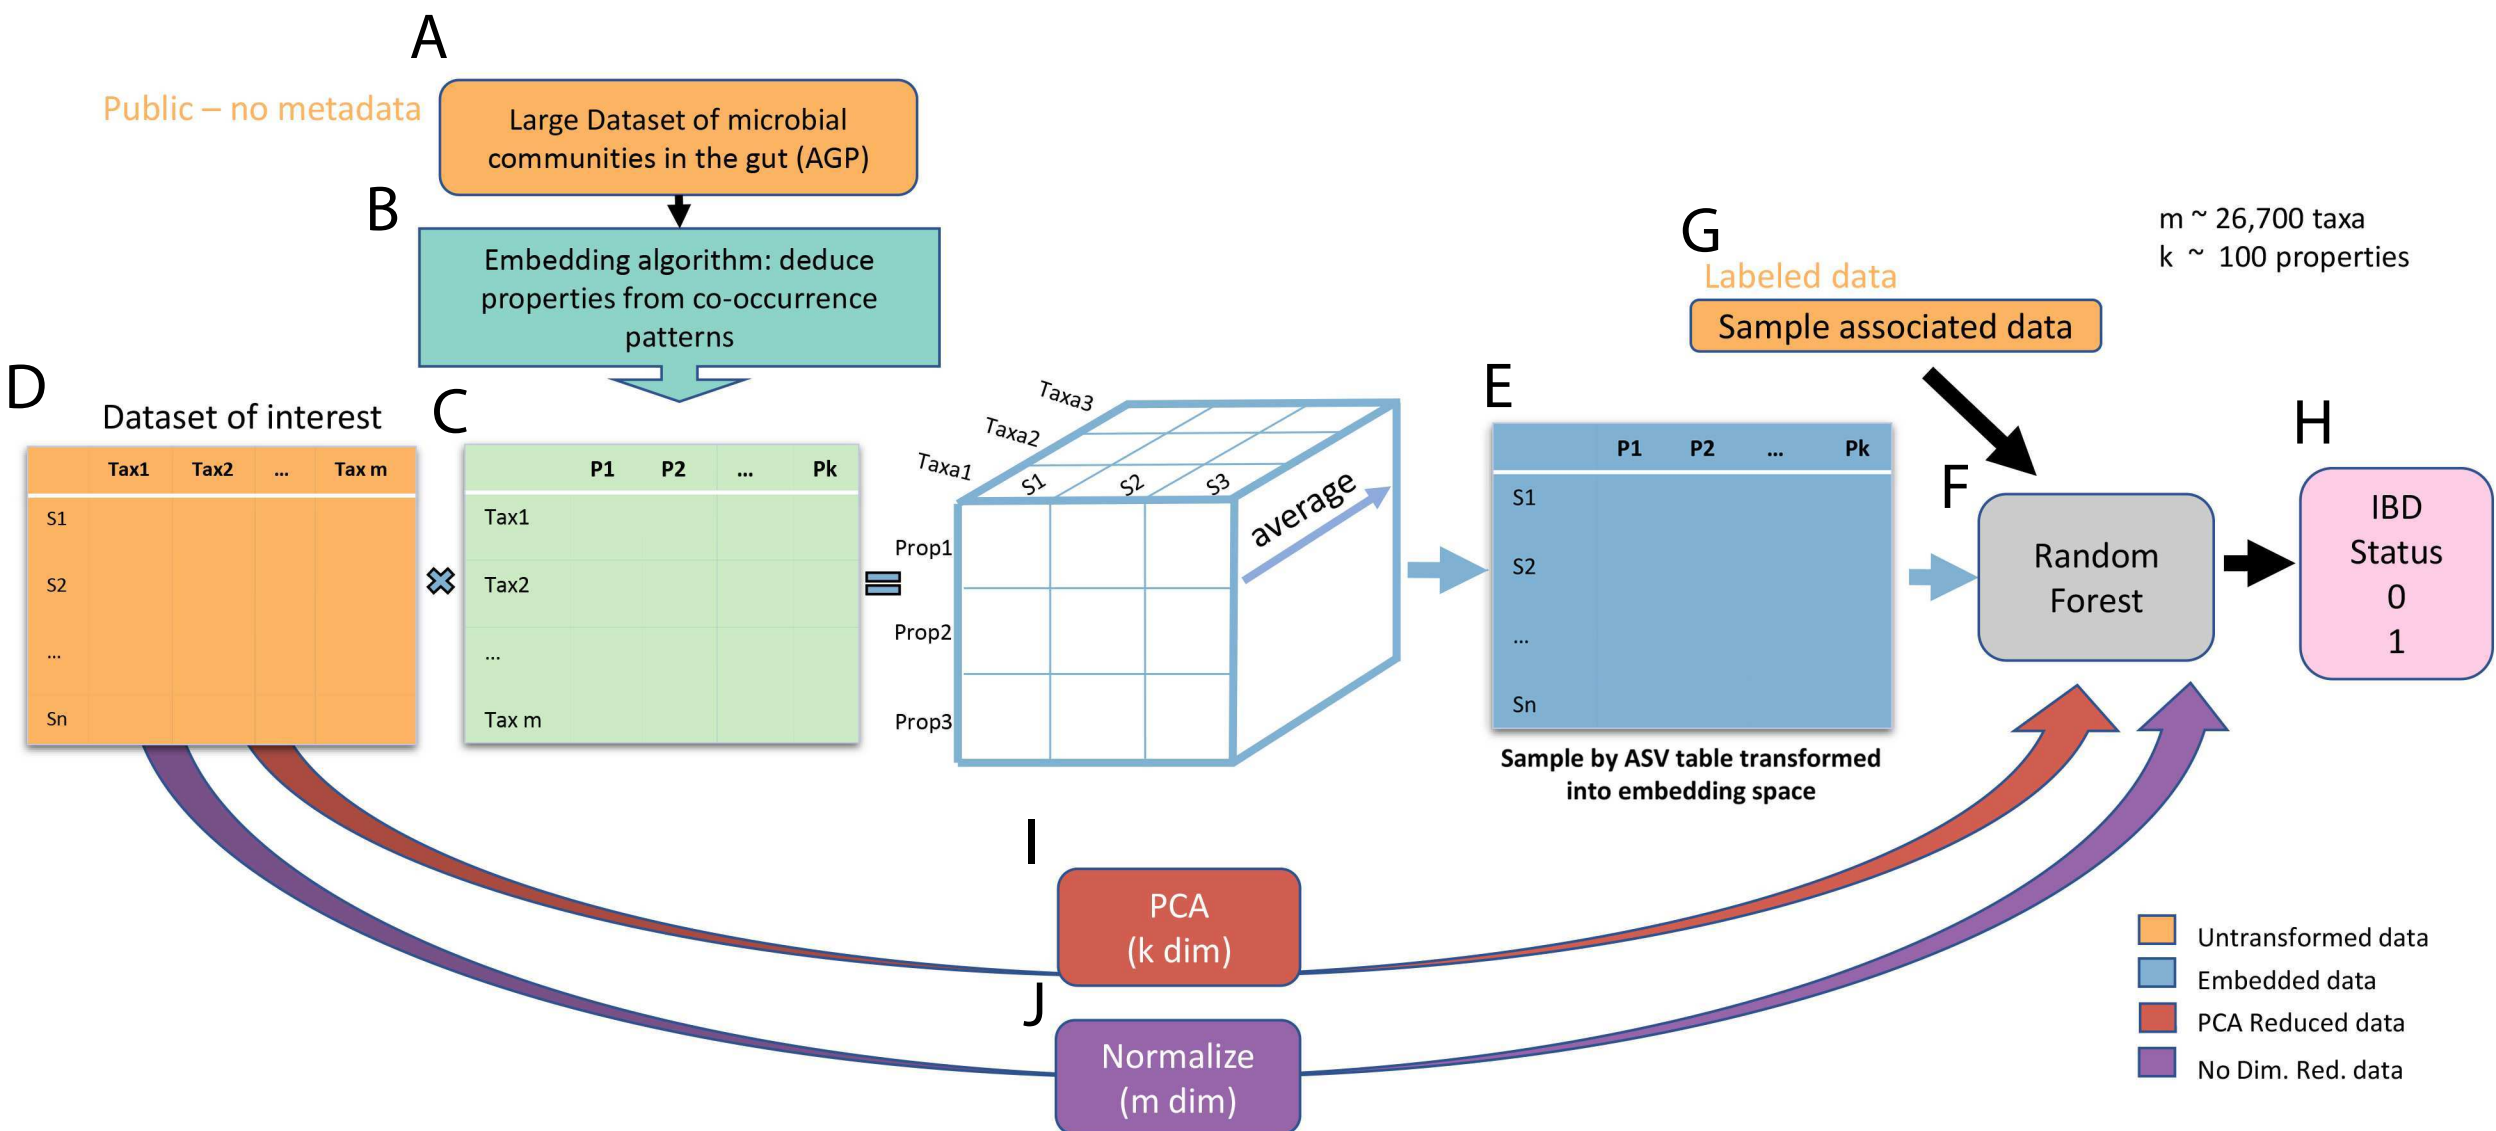 A
Public – no metadata
Large Dataset of microbial
communities in the gut (AGP)
B
Embedding algorithm: deduce
properties from co-occurrence
patterns
G
Labeled data
Sample associated data
m ~ 26,700 taxa
k ~ 100 properties
D
Dataset of interest
Tax1 Tax2 ... Tax m
S1
S2
...
Sn
C
P1 P2 ... Pk
Tax1
Tax2
...
Tax m
Taxa3
Taxa2
Taxa1
S1 S2 S3
average
Prop1
Prop2
Prop3
E
P1 P2 ... Pk
S1
S2
...
Sn
Sample by ASV table transformed
into embedding space
F
Random
Forest
H
IBD
Status
0
1
I
PCA
(k dim)
J
Normalize
(m dim)
Untransformed data
Embedded data
PCA Reduced data
No Dim. Red. data